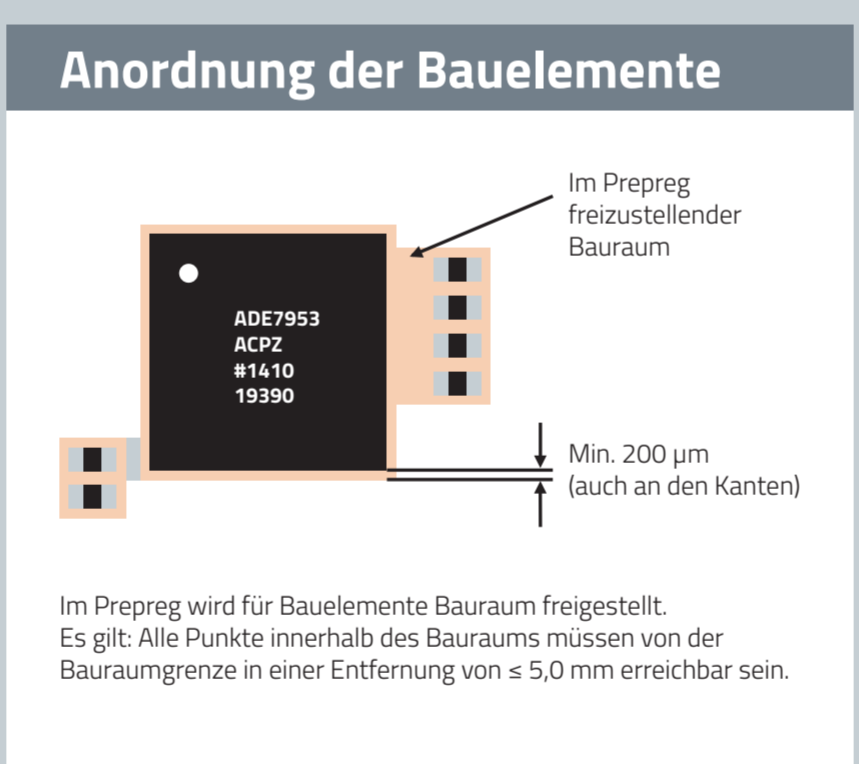 Anordnung der Bauelemente
Im Prepreg
freizustellender
Bauraum
ADE7953
ACPZ
#1410
19390
Min. 200 µm
(auch an den Kanten)
Im Prepreg wird für Bauelemente Bauraum freigestellt.
Es gilt: Alle Punkte innerhalb des Bauraums müssen von der
Bauraumgrenze in einer Entfernung von ≤ 5,0 mm erreichbar sein.